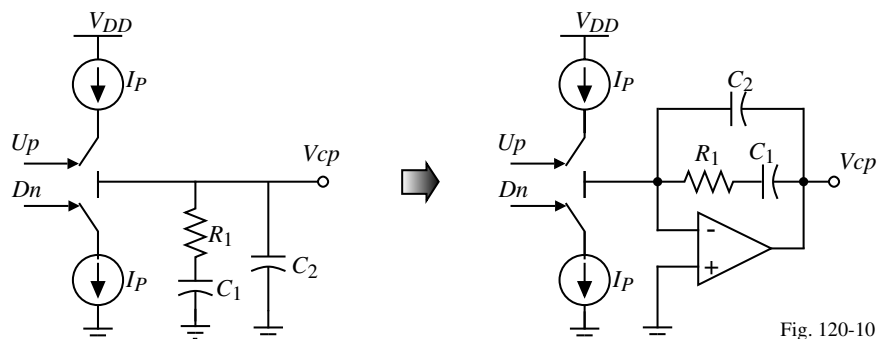 VDD
IP
Up
Dn
Vcp
R1
C1
C2
IP
VDD
IP
Up
Dn
C2
R1
C1
Vcp
-
+
IP
Fig. 120-10